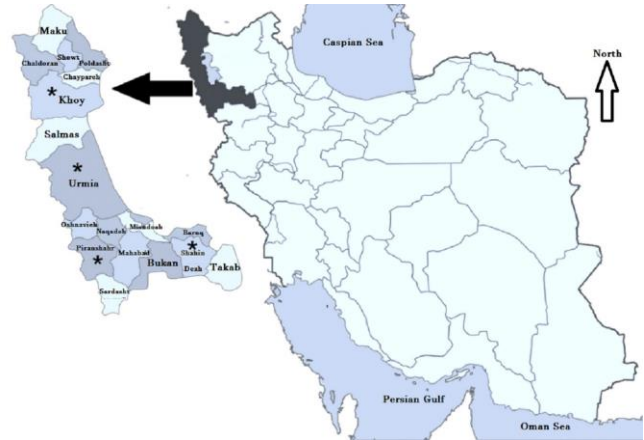 Maku
Chaldoran
Showt
Poldasht
Chaypareh
* Khoy
Salmas
*
Urmia
Oshnavieh
Naqadeh
Miandoab
Baruq
*
Piranshahr
*
Mahabad
Bukan
Shahin
Dezh
Takab
Sardasht
Caspian Sea
North
Persian Gulf
Oman Sea